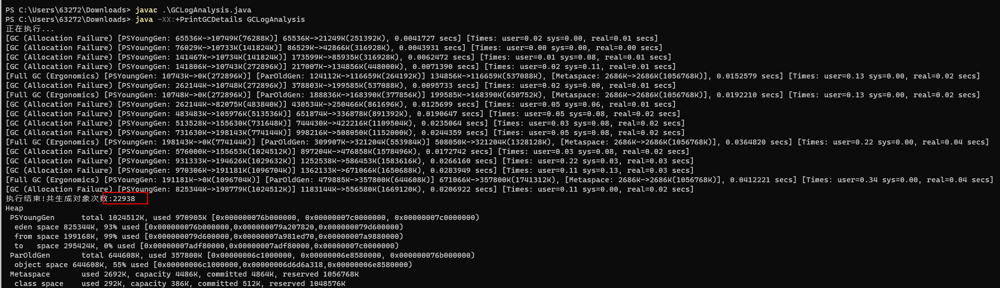 PS C:\Users\63272\Downloads> javac .\GCLogAnalysis.java
PS C:\Users\63272\Downloads> java -XX:+PrintGCDetails GCLogAnalysis
正在执行...
[GC (Allocation Failure) [PSYoungGen: 65536K->10749K(76288K)] 65536K->21249K(251392K), 0.0041727 secs] [Times: user=0.02 sys=0.00, real=0.01 secs]
[GC (Allocation Failure) [PSYoungGen: 76029K->10733K(141824K)] 86529K->42866K(316928K), 0.0043931 secs] [Times: user=0.00 sys=0.00, real=0.00 secs]
[GC (Allocation Failure) [PSYoungGen: 141467K->10734K(141824K)] 173599K->85935K(316928K), 0.0062472 secs] [Times: user=0.01 sys=0.08, real=0.01 secs]
[GC (Allocation Failure) [PSYoungGen: 141806K->10743K(272896K)] 217007K->134856K(448000K), 0.0071390 secs] [Times: user=0.02 sys=0.11, real=0.01 secs]
[Full GC (Ergonomics) [PSYoungGen: 10743K->0K(272896K)] [ParOldGen: 124112K->116659K(264192K)] 134856K->116659K(537088K), [Metaspace: 2686K->2686K(1056768K)], 0.0152579 secs] [Times: user=0.13 sys=0.00, real=0.02 secs]
[GC (Allocation Failure) [PSYoungGen: 262144K->10748K(272896K)] 378803K->199585K(537088K), 0.0095733 secs] [Times: user=0.02 sys=0.00, real=0.01 secs]
[Full GC (Ergonomics) [PSYoungGen: 10748K->0K(272896K)] [ParOldGen: 188836K->168390K(377856K)] 199585K->168390K(650752K), [Metaspace: 2686K->2686K(1056768K)], 0.0192210 secs] [Times: user=0.13 sys=0.00, real=0.02 secs]
[GC (Allocation Failure) [PSYoungGen: 262144K->82075K(483840K)] 430534K->250466K(861696K), 0.0125699 secs] [Times: user=0.05 sys=0.06, real=0.01 secs]
[GC (Allocation Failure) [PSYoungGen: 483483K->105976K(513536K)] 651874K->336878K(891392K), 0.0190647 secs] [Times: user=0.05 sys=0.08, real=0.02 secs]
[GC (Allocation Failure) [PSYoungGen: 513528K->155630K(731648K)] 744430K->422216K(1109504K), 0.0235064 secs] [Times: user=0.03 sys=0.08, real=0.02 secs]
[GC (Allocation Failure) [PSYoungGen: 731630K->198143K(774144K)] 998216K->508050K(1152000K), 0.0244359 secs] [Times: user=0.05 sys=0.08, real=0.02 secs]
[Full GC (Ergonomics) [PSYoungGen: 198143K->0K(774144K)] [ParOldGen: 309907K->321204K(553984K)] 508050K->321204K(1328128K), [Metaspace: 2686K->2686K(1056768K)], 0.0364820 secs] [Times: user=0.22 sys=0.00, real=0.04 secs]
[GC (Allocation Failure) [PSYoungGen: 576000K->155653K(1024512K)] 897204K->476858K(1578496K), 0.0172742 secs] [Times: user=0.03 sys=0.08, real=0.02 secs]
[GC (Allocation Failure) [PSYoungGen: 931333K->194626K(1029632K)] 1252538K->586453K(1583616K), 0.0266160 secs] [Times: user=0.22 sys=0.03, real=0.03 secs]
[GC (Allocation Failure) [PSYoungGen: 970306K->191181K(1096704K)] 1362133K->671066K(1650688K), 0.0283949 secs] [Times: user=0.11 sys=0.13, real=0.03 secs]
[Full GC (Ergonomics) [PSYoungGen: 191181K->0K(1096704K)] [ParOldGen: 479885K->357800K(644608K)] 671066K->357800K(1741312K), [Metaspace: 2686K->2686K(1056768K)], 0.0412221 secs] [Times: user=0.34 sys=0.00, real=0.04 secs]
[GC (Allocation Failure) [PSYoungGen: 825344K->198779K(1024512K)] 1183144K->556580K(1669120K), 0.0206922 secs] [Times: user=0.11 sys=0.00, real=0.02 secs]
执行结束!共生成对象次数:22938
Heap
 PSYoungGen      total 1024512K, used 970905K [0x000000076b000000, 0x00000007c0000000, 0x00000007c0000000)
  eden space 825344K, 93% used [0x000000076b000000,0x000000079a207820,0x000000079d600000)
  from space 199168K, 99% used [0x000000079d600000,0x00000007a981ed70,0x00000007a9880000)
  to   space 295424K, 0% used [0x00000007adf80000,0x00000007adf80000,0x00000007c0000000)
 ParOldGen       total 644608K, used 357800K [0x00000006c1000000, 0x00000006e8580000, 0x000000076b000000)
  object space 644608K, 55% used [0x00000006c1000000,0x00000006d6d6a318,0x00000006e8580000)
 Metaspace       used 2692K, capacity 4486K, committed 4864K, reserved 1056768K
  class space    used 292K, capacity 386K, committed 512K, reserved 1048576K